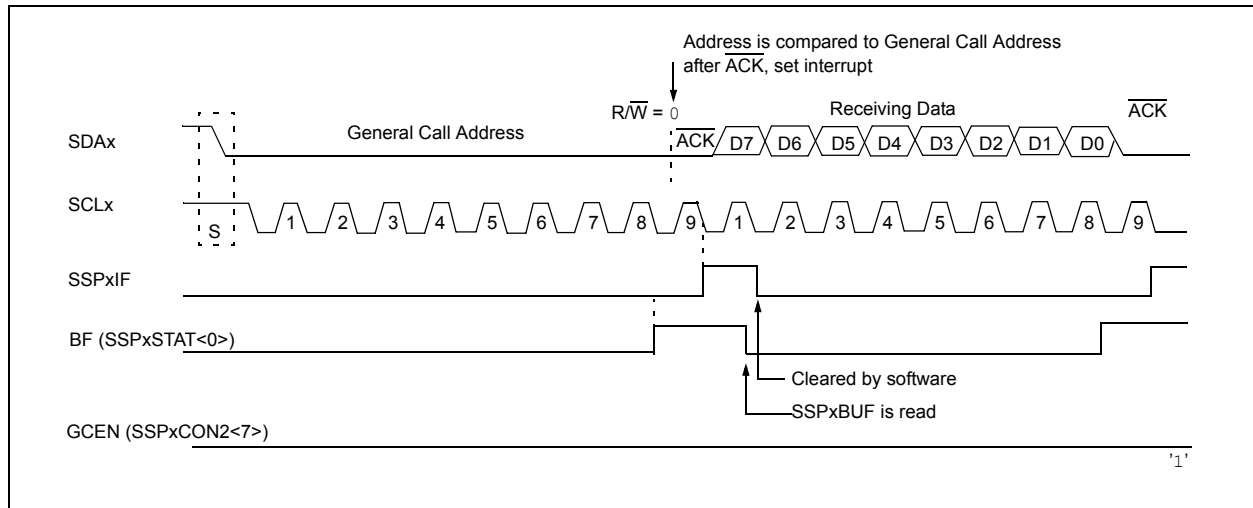 Address is compared to General Call Address
after ACK, set interrupt
R/W = 0
General Call Address
Receiving Data
ACK
SDAx
ACK
D7 D6 D5 D4 D3 D2 D1 D0
SCLx
S
1 2 3 4 5 6 7 8 9 1 2 3 4 5 6 7 8 9
SSPxIF
BF (SSPxSTAT<0>)
Cleared by software
SSPxBUF is read
GCEN (SSPxCON2<7>)
'1'